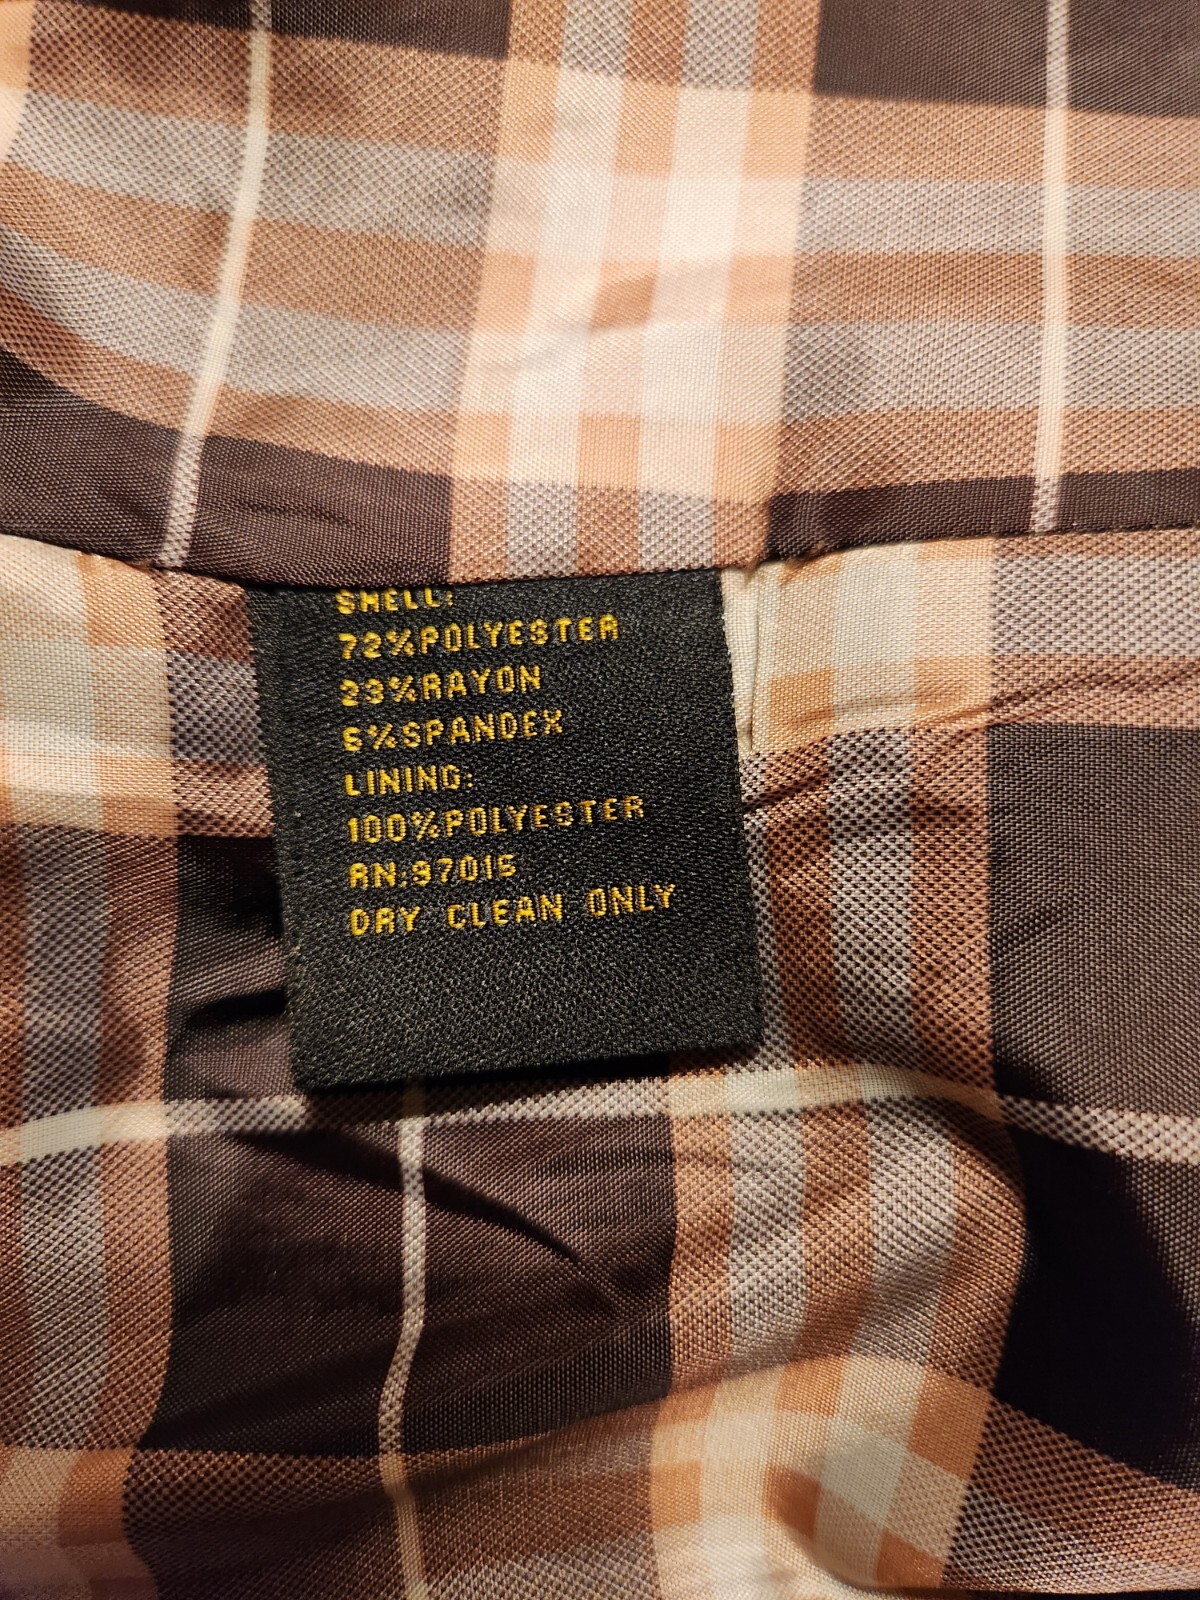 SHELL:
72%POLYESTER
23%RAYON
5%SPANDEX
LINING:
100%POLYESTER
RN:97015
DRY CLEAN ONLY